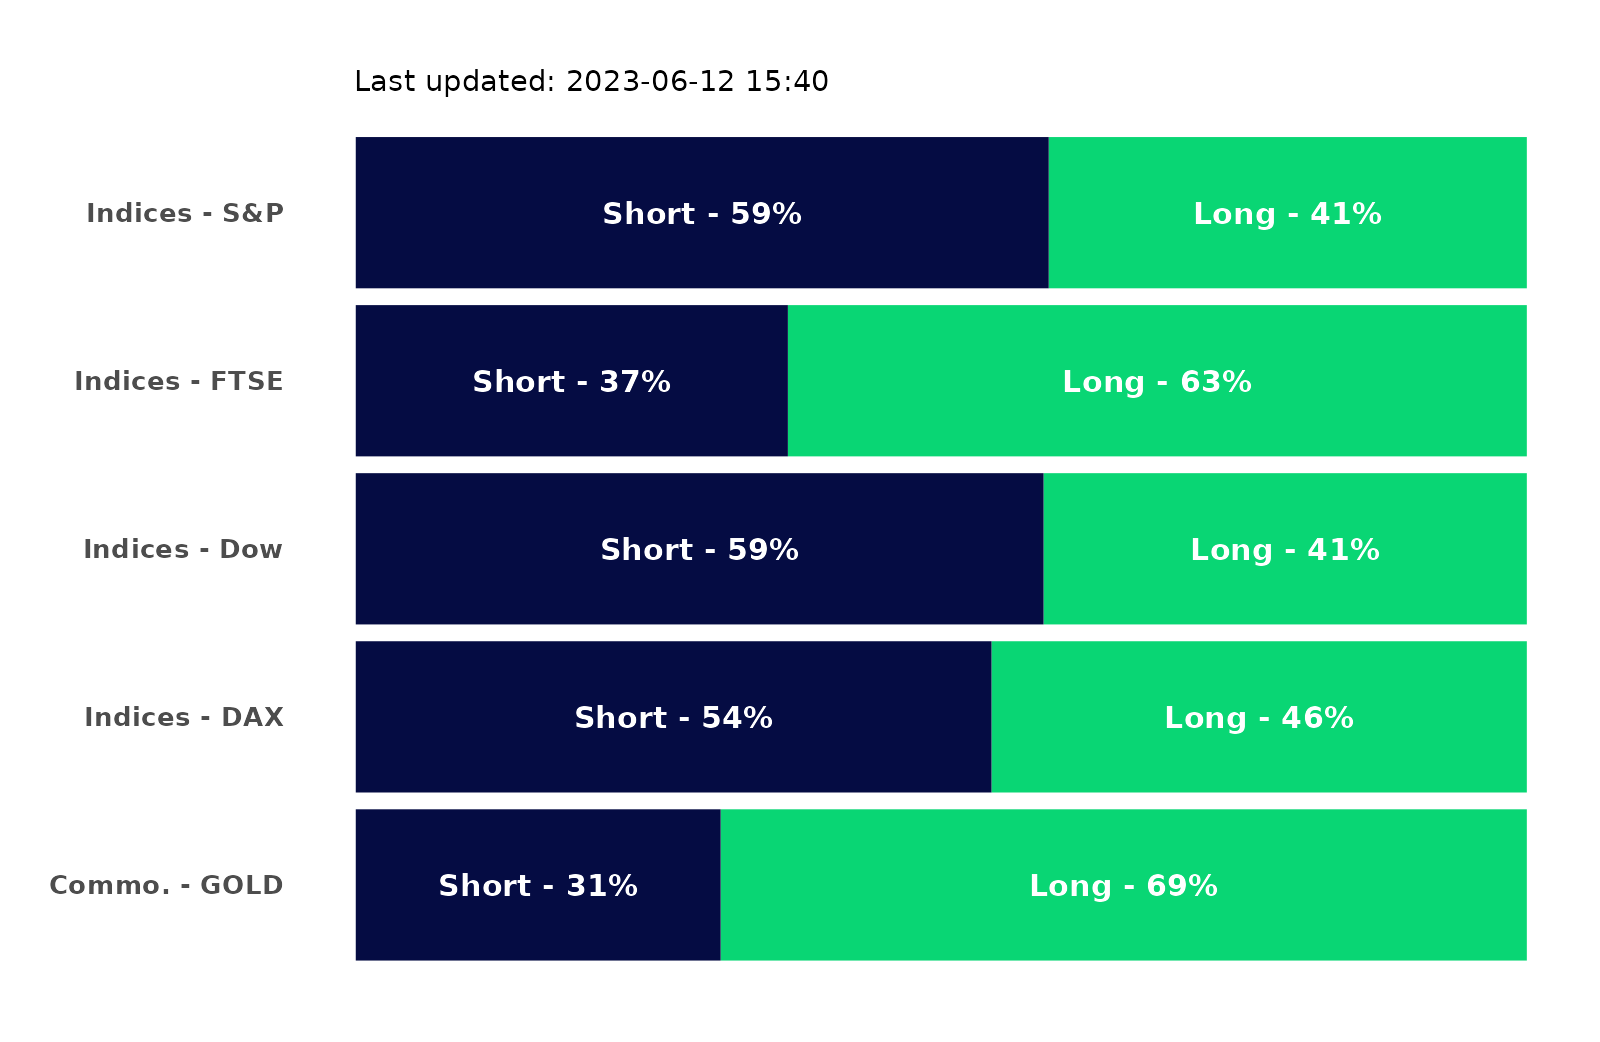 Last updated: 2023-06-12 15:40
Indices - S&P Short - 59% Long - 41%
Indices - FTSE Short - 37% Long - 63%
Indices - Dow Short - 59% Long - 41%
Indices - DAX Short - 54% Long - 46%
Commo. - GOLD Short - 31% Long - 69%